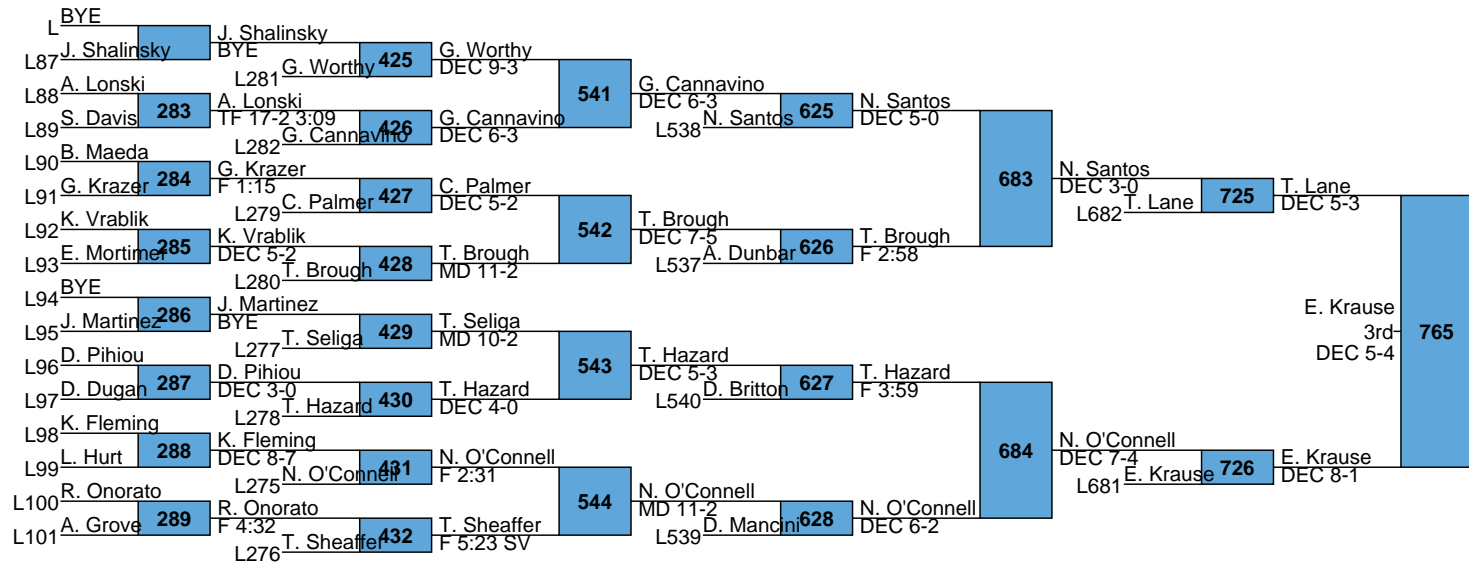 BYE
L
J. Shalinsky
L87
J. Shalinsky
BYE
A. Lonski
L88
283
S. Davis
L89
A. Lonski
TF 17-2 3:09
B. Maeda
L90
284
G. Krazer
L91
G. Krazer
F 1:15
K. Vrablik
L92
285
E. Mortimer
L93
K. Vrablik
DEC 5-2
BYE
L94
286
J. Martinez
L95
J. Martinez
BYE
D. Pihiou
L96
287
D. Dugan
L97
D. Pihiou
DEC 3-0
K. Fleming
L98
288
L. Hurt
L99
K. Fleming
DEC 8-7
R. Onorato
L100
289
A. Grove
L101
R. Onorato
F 4:32
425
G. Worthy
L281
G. Worthy
DEC 9-3
426
G. Cannavino
L282
G. Cannavino
DEC 6-3
427
C. Palmer
L279
C. Palmer
DEC 5-2
428
T. Brough
L280
T. Brough
MD 11-2
429
T. Seliga
L277
T. Seliga
MD 10-2
430
T. Hazard
L278
T. Hazard
DEC 4-0
431
N. O'Connell
L275
N. O'Connell
F 2:31
432
T. Sheaffer
L276
T. Sheaffer
F 5:23 SV
541
G. Cannavino
DEC 6-3
542
T. Brough
DEC 7-5
543
T. Hazard
DEC 5-3
544
N. O'Connell
MD 11-2
625
N. Santos
L538
N. Santos
DEC 5-0
626
A. Dunbar
L537
T. Brough
F 2:58
627
D. Britton
L540
T. Hazard
F 3:59
628
D. Mancini
L539
N. O'Connell
DEC 6-2
683
N. Santos
DEC 3-0
684
N. O'Connell
DEC 7-4
725
T. Lane
L682
T. Lane
DEC 5-3
726
E. Krause
L681
E. Krause
DEC 8-1
765
E. Krause
3rd
DEC 5-4